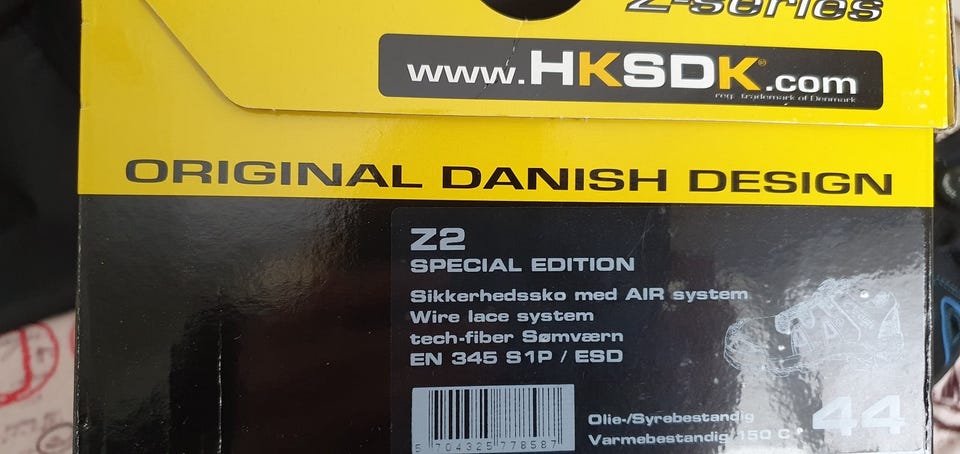 Z-series
www.HKSDK®.com
reg. Trademark of Denmark
ORIGINAL DANISH DESIGN
Z2
SPECIAL EDITION
Sikkerhedssko med AIR system
Wire lace system
tech-fiber Sømværn
EN 345 S1P / ESD
5 704325 778587
Olie-/Syrebestandig
Varmebestandig 150 C°
44